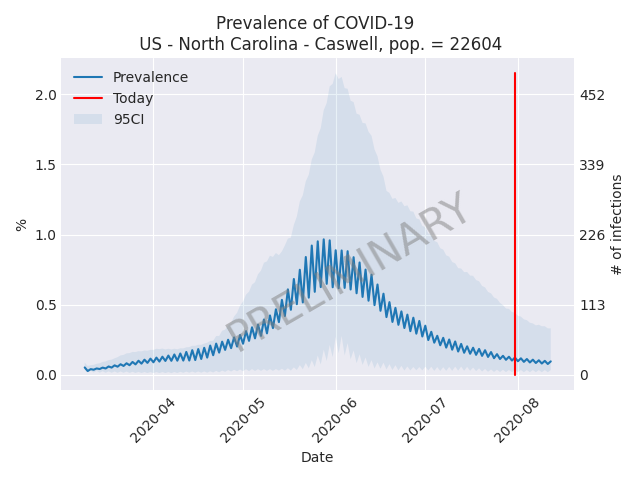 Prevalence of COVID-19
US - North Carolina - Caswell, pop. = 22604
Prevalence
Today
95CI
2.0
1.5
1.0
0.5
0.0
%
452
339
226
113
0
# of infections
PRELIMINARY
2020-04
2020-05
2020-06
2020-07
2020-08
Date